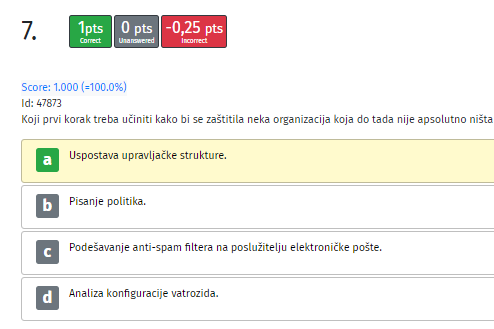 7.
1pts Correct
0 pts Unanswered
-0,25 pts Incorrect
Score: 1.000 (=100.0%)
Id: 47873
Koji prvi korak treba učiniti kako bi se zaštitila neka organizacija koja do tada nije apsolutno ništa
a Uspostava upravljačke strukture.
b Pisanje politika.
c Podešavanje anti-spam filtera na poslužitelju elektroničke pošte.
d Analiza konfiguracije vatrozida.